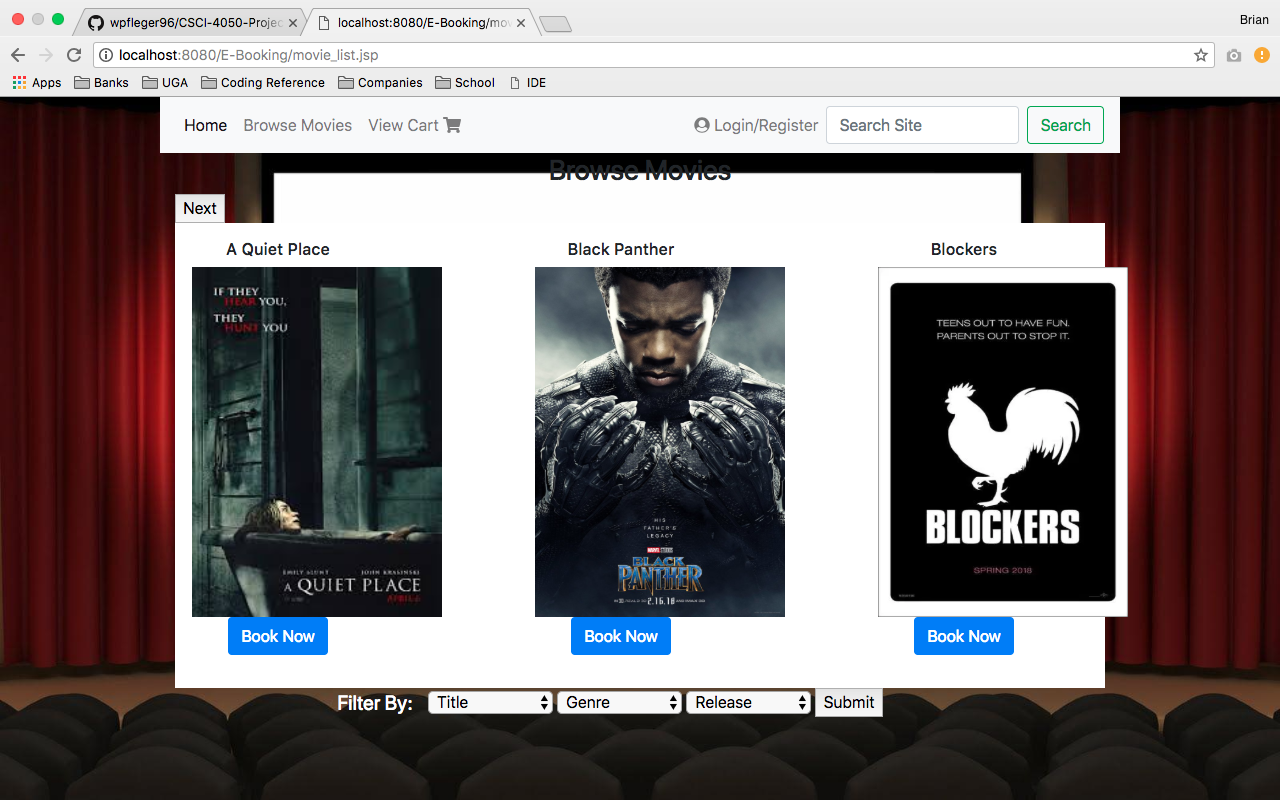 wpfleger96/CSCI-4050-Projec
localhost:8080/E-Booking/mov
Brian
localhost:8080/E-Booking/movie_list.jsp
Apps Banks UGA Coding Reference Companies School IDE
Home Browse Movies View Cart Login/Register Search Site Search
Browse Movies
Next
A Quiet Place Black Panther Blockers
IF THEY
HEAR YOU,
THEY
HUNT YOU
EMILY BLUNT JOHN KRASINSKI
A QUIET PLACE
APRIL 6
HIS
FATHER'S
LEGACY
MARVEL STUDIOS
BLACK
PANTHER
2.16.18
TEENS OUT TO HAVE FUN.
PARENTS OUT TO STOP IT.
BLOCKERS
SPRING 2018
Book Now Book Now Book Now
Filter By: Title Genre Release Submit